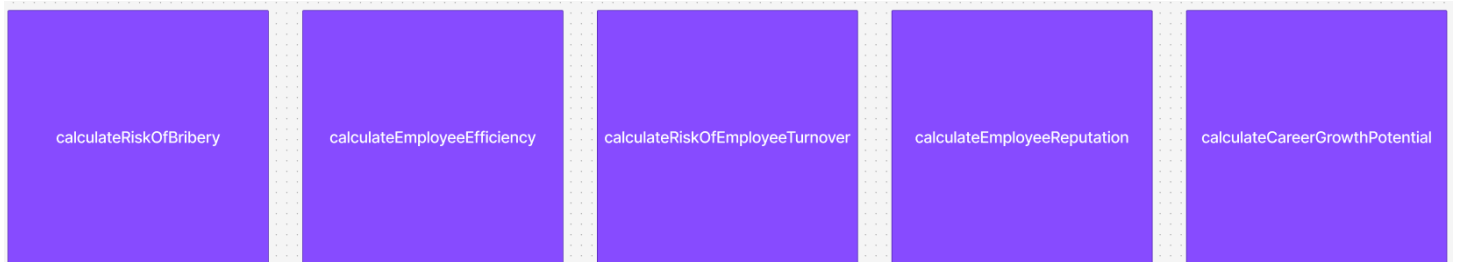 calculateRiskOfBribery
calculateEmployeeEfficiency
calculateRiskOfEmployeeTurnover
calculateEmployeeReputation
calculateCareerGrowthPotential